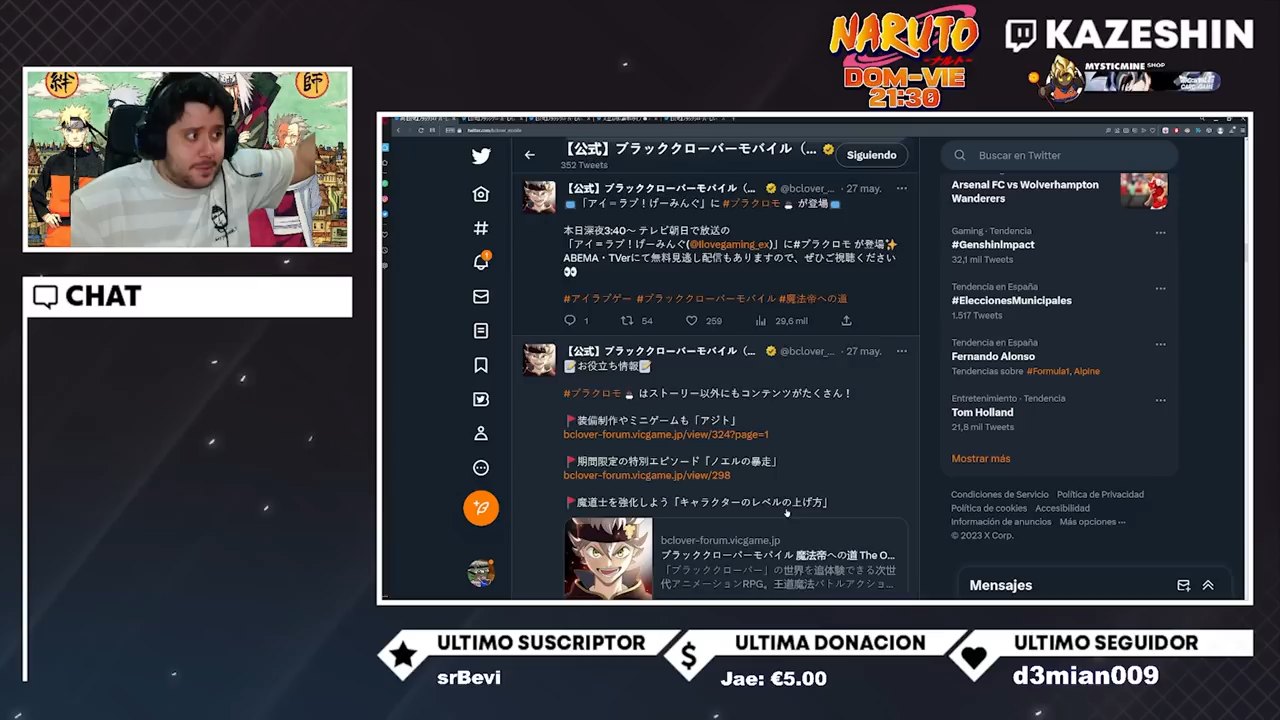 NARUTO
ナルト
DOM-VIE
21:30
KAZESHIN
MYSTICMINE SHOP
絆
師
CHAT
twitter.com/bclover_mobile
【公式】ブラッククローバーモバイル（...
352 Tweets
Siguiendo
Buscar en Twitter
【公式】ブラッククローバーモバイル（... @bclover_... · 27 may.
「アイ＝ラブ！げーみんぐ」に #ブラクロモ が登場
本日深夜3:40～ テレビ朝日で放送の
「アイ＝ラブ！げーみんぐ(@Ilovegaming_ex)」に#ブラクロモ が登場✨
ABEMA・TVerにて無料見逃し配信もありますので、ぜひご視聴ください
👀
#アイラブゲー #ブラッククローバーモバイル #魔法帝への道
1 54 259 29,6 mil
【公式】ブラッククローバーモバイル（... @bclover_... · 27 may.
📝お役立ち情報📝
#ブラクロモ はストーリー以外にもコンテンツがたくさん！
🚩装備制作やミニゲームも「アジト」
bclover-forum.vicgame.jp/view/324?page=1
🚩期間限定の特別エピソード「ノエルの暴走」
bclover-forum.vicgame.jp/view/298
🚩魔道士を強化しよう「キャラクターのレベルの上げ方」
bclover-forum.vicgame.jp
ブラッククローバーモバイル 魔法帝への道 The O...
「ブラッククローバー」の世界を追体験できる次世
代アニメーションRPG。王道魔法バトルアクショ...
Arsenal FC vs Wolverhampton
Wanderers
Gaming · Tendencia
#GenshinImpact
32,1 mil Tweets
Tendencia en España
#EleccionesMunicipales
1.517 Tweets
Tendencia en España
Fernando Alonso
Tendencias sobre #Formula1, Alpine
Entretenimiento · Tendencia
Tom Holland
21,8 mil Tweets
Mostrar más
Condiciones de Servicio Política de Privacidad
Política de cookies Accesibilidad
Información de anuncios Más opciones ···
© 2023 X Corp.
Mensajes
ULTIMO SUSCRIPTOR
srBevi
ULTIMA DONACION
Jae: €5.00
ULTIMO SEGUIDOR
d3mian009